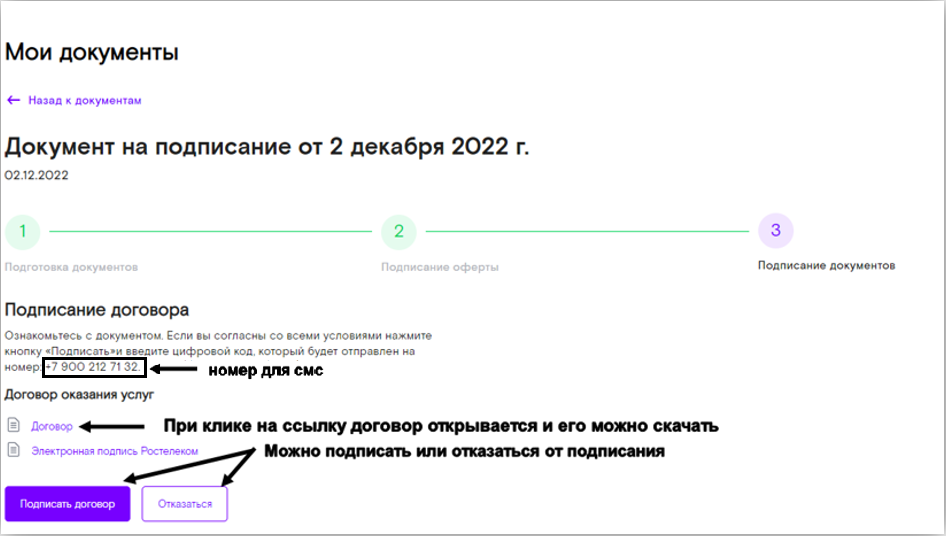 Мои документы
← Назад к документам
Документ на подписание от 2 декабря 2022 г.
02.12.2022
1 2 3
Подготовка документов Подписание оферты Подписание документов
Подписание договора
Ознакомьтесь с документом. Если вы согласны со всеми условиями нажмите
кнопку «Подписать»и введите цифровой код, который будет отправлен на
номер: +7 900 212 71 32. номер для смс
Договор оказания услуг
Договор При клике на ссылку договор открывается и его можно скачать
Электронная подпись Ростелеком Можно подписать или отказаться от подписания
Подписать договор Отказаться